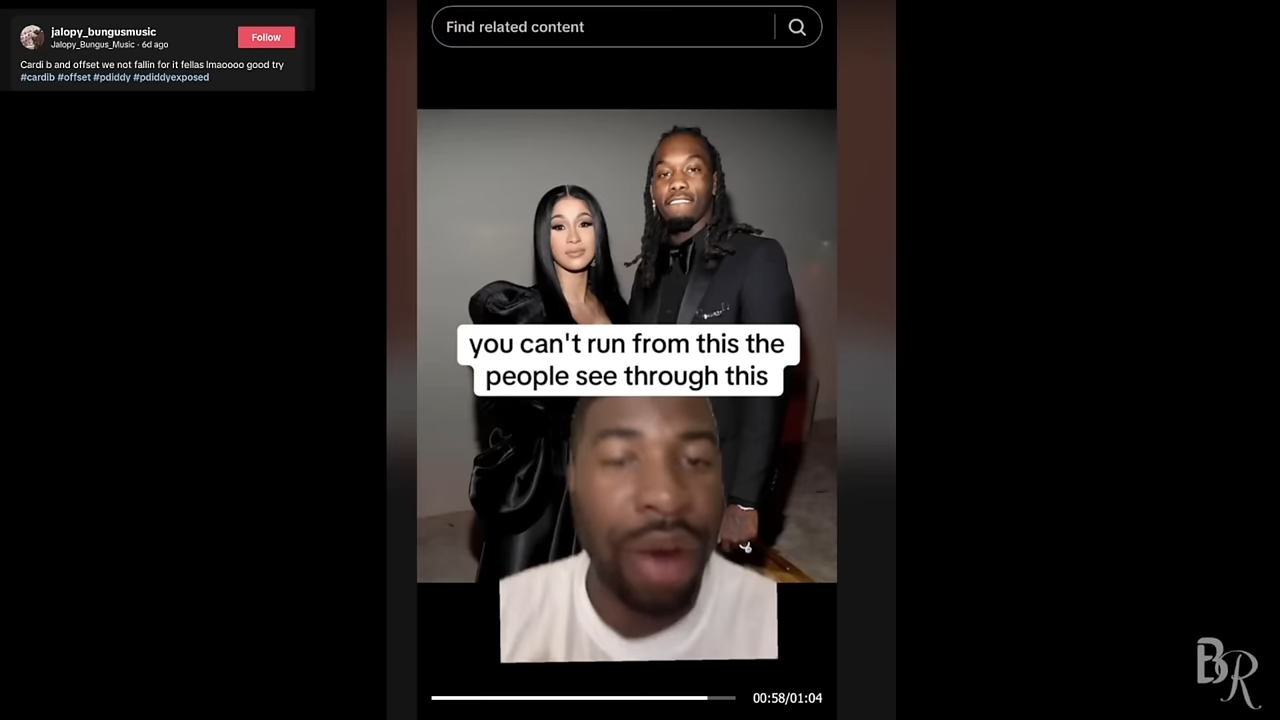 jalopy_bungusmusic
Jalopy_Bungus_Music · 6d ago
Follow
Cardi b and offset we not fallin for it fellas lmaoooo good try
#cardib #offset #pdiddy #pdiddyexposed
Find related content
you can't run from this the
people see through this
00:58/01:04
BR